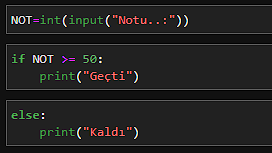 NOT=int(input("Notu..:"))
if NOT >= 50:
    print("Geçti")
else:
    print("Kaldı")